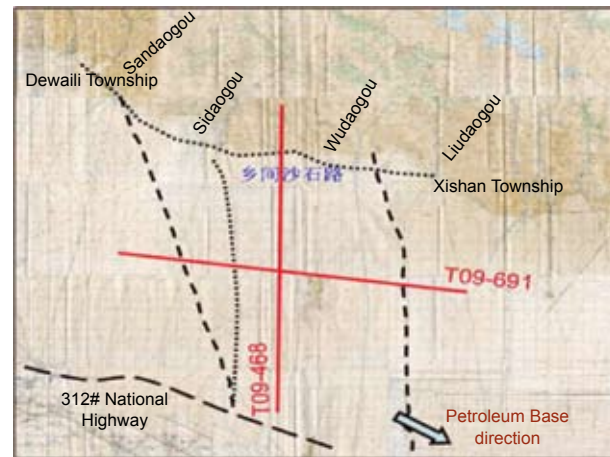 Sandaogou
Dewaili Township
Sidaogou
Wudaogou
Liudaogou
乡间沙石路
Xishan Township
T09-691
T09-468
312# National
Highway
Petroleum Base
direction